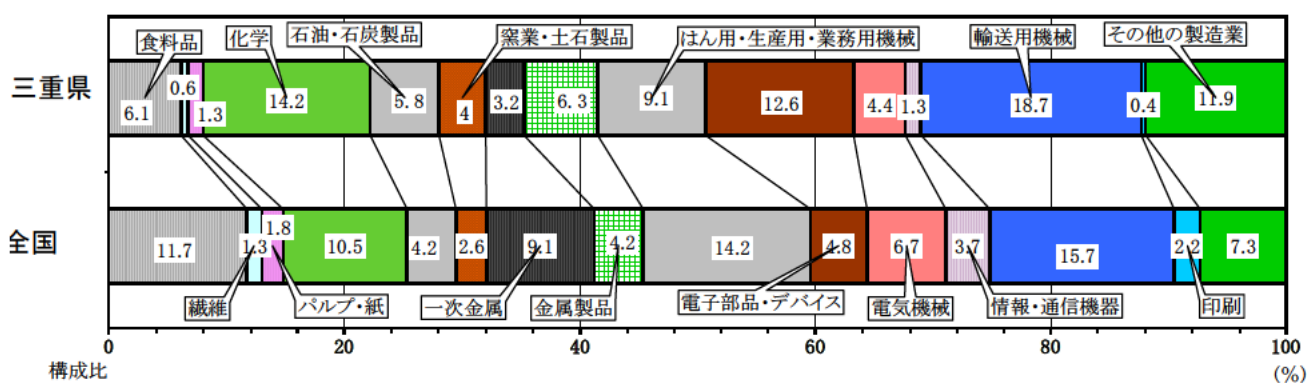 食料品 化学 石油・石炭製品 窯業・土石製品 はん用・生産用・業務用機械 輸送用機械 その他の製造業
三重県 6.1 0.6 1.3 14.2 5.8 4 3.2 6.3 9.1 12.6 4.4 1.3 18.7 0.4 11.9
全国 11.7 1.3 1.8 10.5 4.2 2.6 9.1 4.2 14.2 4.8 6.7 3.7 15.7 2.2 7.3
繊維 パルプ・紙 一次金属 金属製品 電子部品・デバイス 電気機械 情報・通信機器 印刷
0 20 40 60 80 100
構成比 (%)